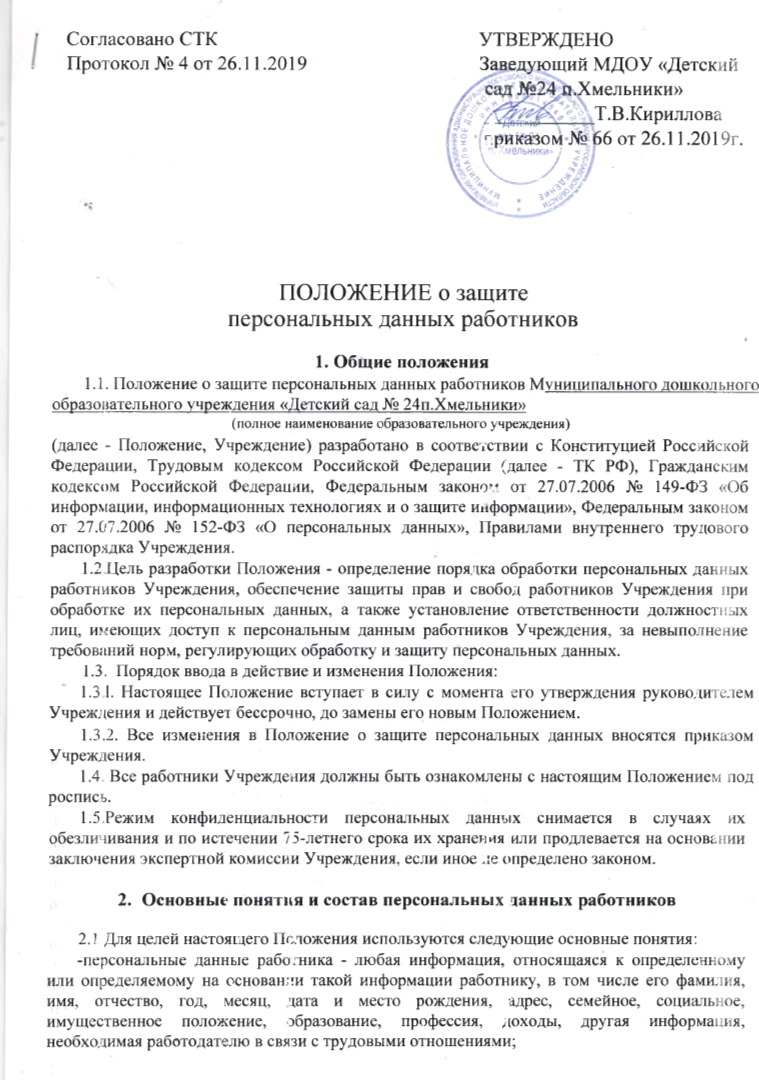 Согласовано СТК
Протокол № 4 от 26.11.2019
УТВЕРЖДЕНО
Заведующий МДОУ «Детский
сад №24 п.Хмельники»
Т.В.Кириллова
приказом № 66 от 26.11.2019г.
ПОЛОЖЕНИЕ о защите
персональных данных работников
1. Общие положения
1.1. Положение о защите персональных данных работников Муниципального дошкольного
образовательного учреждения «Детский сад № 24п.Хмельники»
(полное наименование образовательного учреждения)
(далее - Положение, Учреждение) разработано в соответствии с Конституцией Российской
Федерации, Трудовым кодексом Российской Федерации (далее - ТК РФ), Гражданским
кодексом Российской Федерации, Федеральным законом от 27.07.2006 № 149-ФЗ «Об
информации, информационных технологиях и о защите информации», Федеральным законом
от 27.07.2006 № 152-ФЗ «О персональных данных», Правилами внутреннего трудового
распорядка Учреждения.
1.2.Цель разработки Положения - определение порядка обработки персональных данных
работников Учреждения, обеспечение защиты прав и свобод работников Учреждения при
обработке их персональных данных, а также установление ответственности должностных
лиц, имеющих доступ к персональным данным работников Учреждения, за невыполнение
требований норм, регулирующих обработку и защиту персональных данных.
1.3. Порядок ввода в действие и изменения Положения:
1.3.1. Настоящее Положение вступает в силу с момента его утверждения руководителем
Учреждения и действует бессрочно, до замены его новым Положением.
1.3.2. Все изменения в Положение о защите персональных данных вносятся приказом
Учреждения.
1.4. Все работники Учреждения должны быть ознакомлены с настоящим Положением под
роспись.
1.5.Режим конфиденциальности персональных данных снимается в случаях их
обезличивания и по истечении 75-летнего срока их хранения или продлевается на основании
заключения экспертной комиссии Учреждения, если иное не определено законом.
2. Основные понятия и состав персональных данных работников
2.1 Для целей настоящего Положения используются следующие основные понятия:
-персональные данные работника - любая информация, относящаяся к определенному
или определяемому на основании такой информации работнику, в том числе его фамилия,
имя, отчество, год, месяц, дата и место рождения, адрес, семейное, социальное,
имущественное положение, образование, профессия, доходы, другая информация,
необходимая работодателю в связи с трудовыми отношениями;